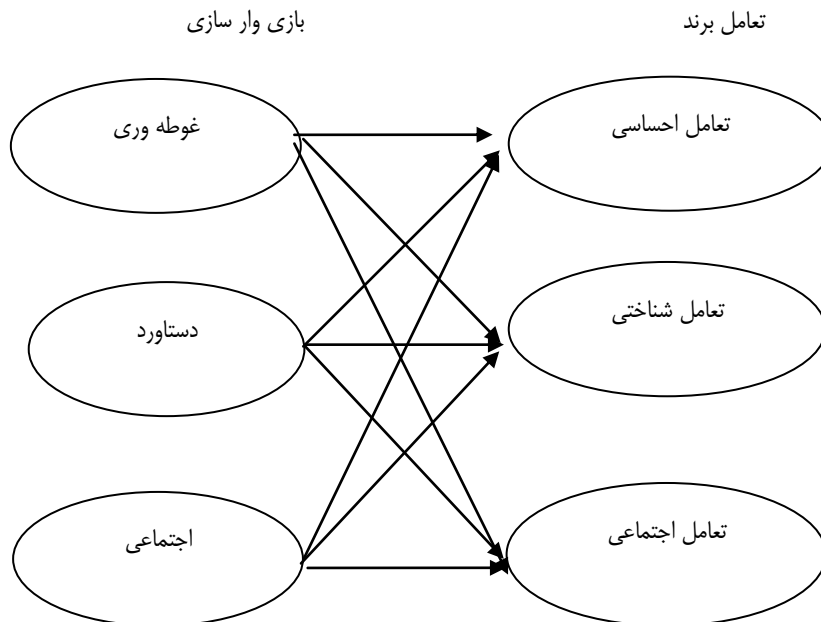 بازی وار سازی
تعامل برند
غوطه وری
تعامل احساسی
دستاورد
تعامل شناختی
اجتماعی
تعامل اجتماعی